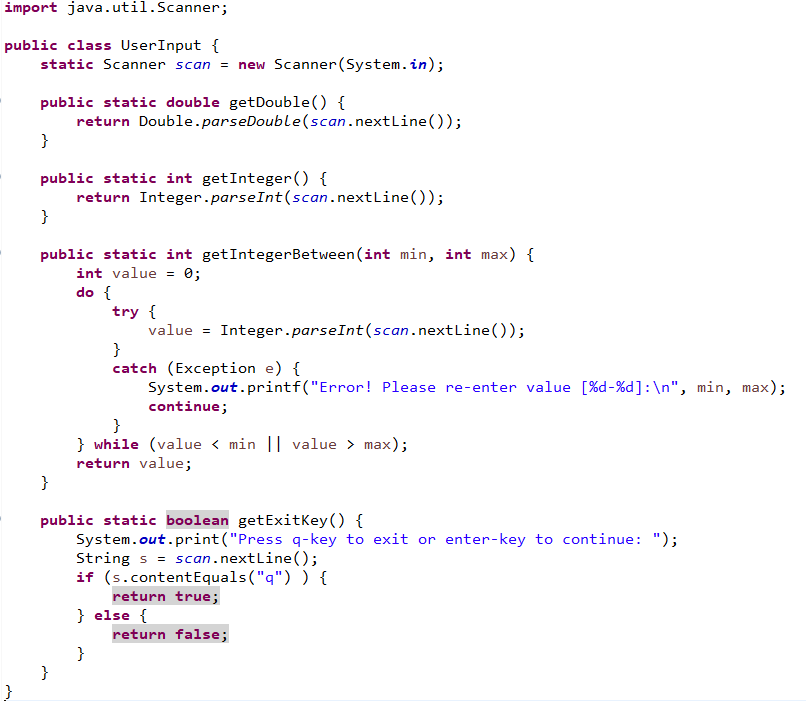 import java.util.Scanner;

public class UserInput {
    static Scanner scan = new Scanner(System.in);

    public static double getDouble() {
        return Double.parseDouble(scan.nextLine());
    }

    public static int getInteger() {
        return Integer.parseInt(scan.nextLine());
    }

    public static int getIntegerBetween(int min, int max) {
        int value = 0;
        do {
            try {
                value = Integer.parseInt(scan.nextLine());
            }
            catch (Exception e) {
                System.out.printf("Error! Please re-enter value [%d-%d]:\n", min, max);
                continue;
            }
        } while (value < min || value > max);
        return value;
    }

    public static boolean getExitKey() {
        System.out.print("Press q-key to exit or enter-key to continue: ");
        String s = scan.nextLine();
        if (s.contentEquals("q") ) {
            return true;
        } else {
            return false;
        }
    }
}